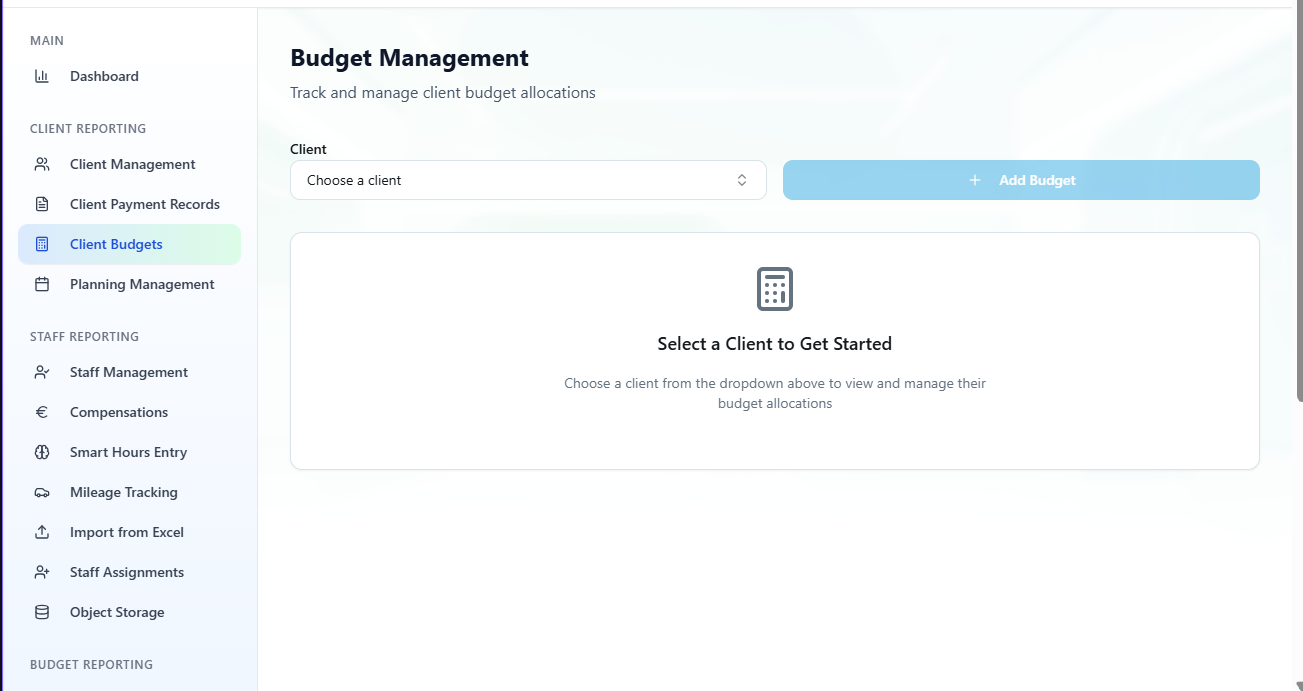 MAIN
Dashboard
CLIENT REPORTING
Client Management
Client Payment Records
Client Budgets
Planning Management
STAFF REPORTING
Staff Management
Compensations
Smart Hours Entry
Mileage Tracking
Import from Excel
Staff Assignments
Object Storage
BUDGET REPORTING
Budget Management
Track and manage client budget allocations
Client
Choose a client
Add Budget
Select a Client to Get Started
Choose a client from the dropdown above to view and manage their
budget allocations